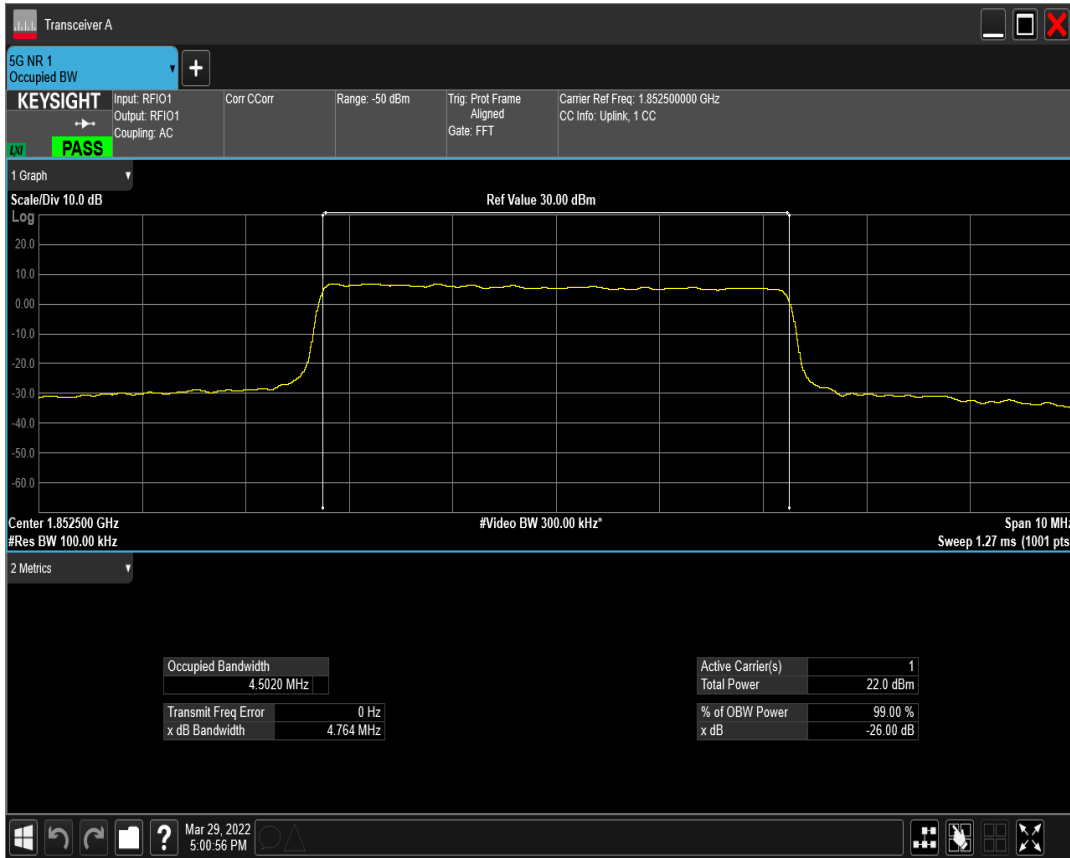 Transceiver A
5G NR 1
Occupied BW
KEYSIGHT
LXI
PASS
Input: RFIO1
Output: RFIO1
Coupling: AC
Corr CCorr
Range: -50 dBm
Trig: Prot Frame
Aligned
Gate: FFT
Carrier Ref Freq: 1.852500000 GHz
CC Info: Uplink, 1 CC
1 Graph
Scale/Div 10.0 dB
Ref Value 30.00 dBm
Log
20.0
10.0
0.00
-10.0
-20.0
-30.0
-40.0
-50.0
-60.0
Center 1.852500 GHz
#Video BW 300.00 kHz*
Span 10 MHz
#Res BW 100.00 kHz
Sweep 1.27 ms (1001 pts
2 Metrics
Occupied Bandwidth
4.5020 MHz
Transmit Freq Error 0 Hz
x dB Bandwidth 4.764 MHz
Active Carrier(s) 1
Total Power 22.0 dBm
% of OBW Power 99.00 %
x dB -26.00 dB
?
Mar 29, 2022
5:00:56 PM